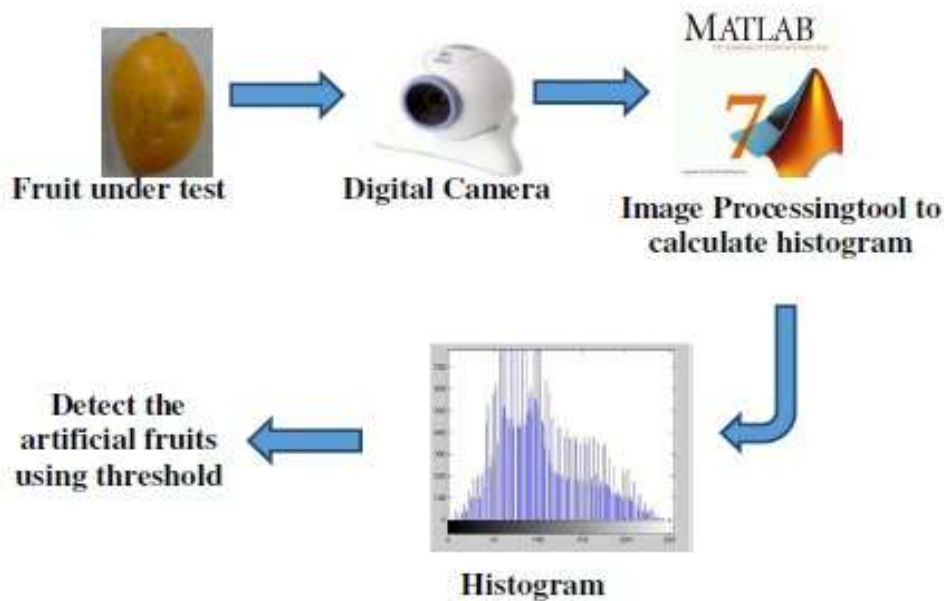 MATLAB
7
Fruit under test
Digital Camera
Image Processingtool to
calculate histogram
Detect the
artificial fruits
using threshold
Histogram